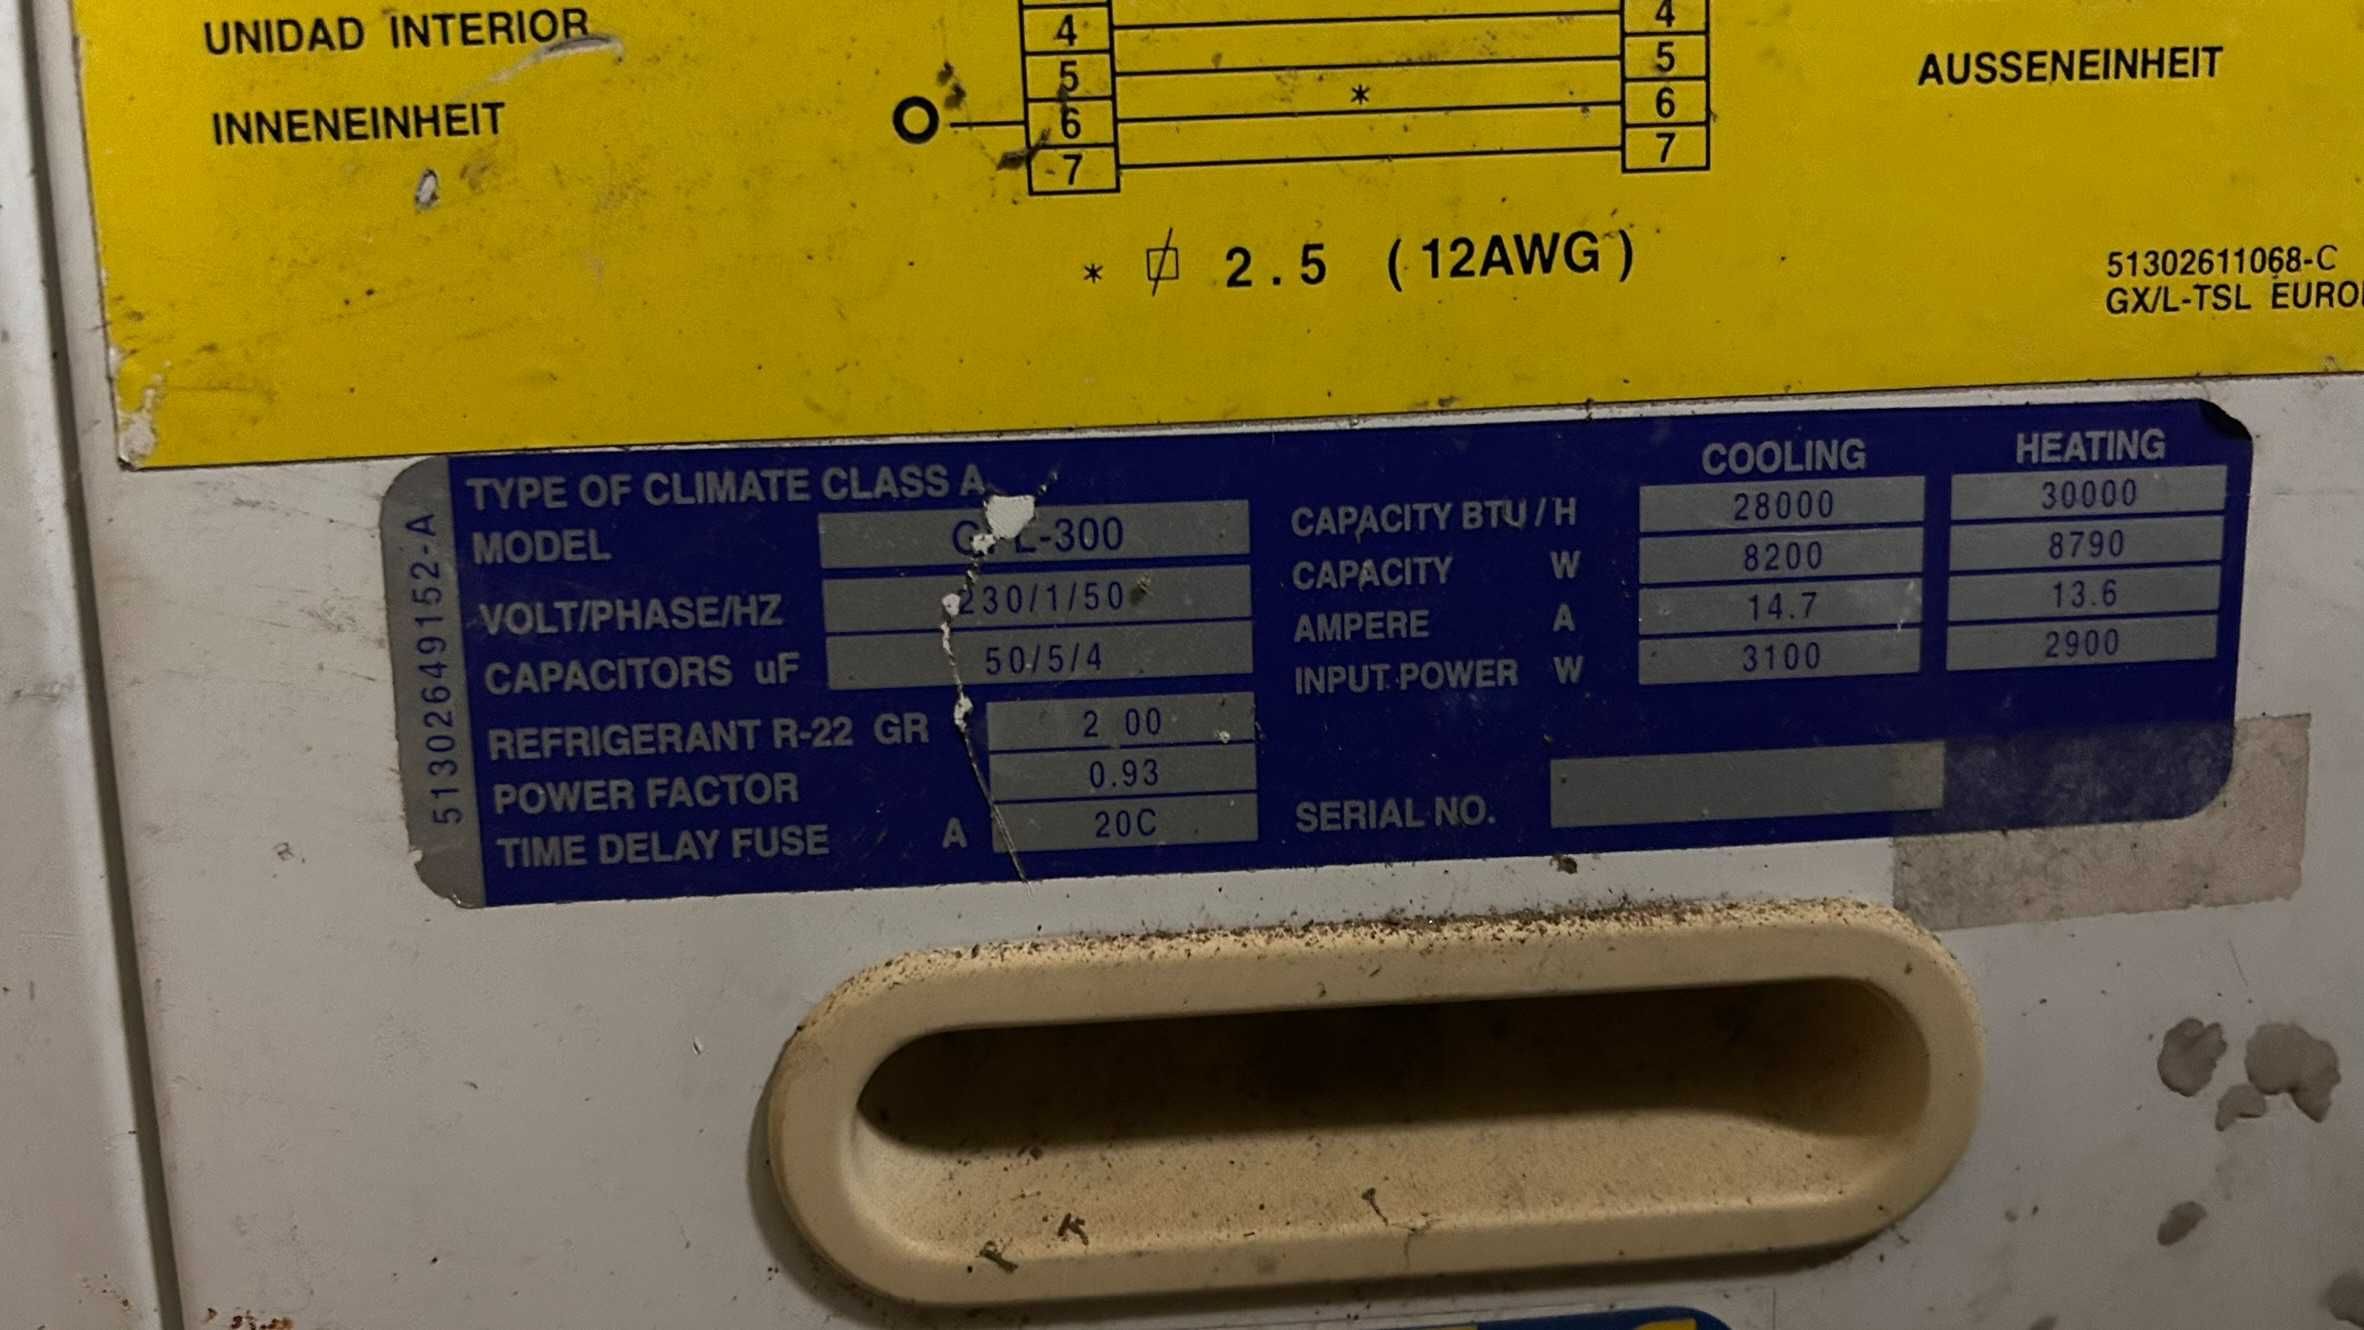 UNIDAD INTERIOR
INNENEINHEIT
4 4
5 5
* 6 6
7 7
AUSSENEINHEIT
* 2.5 (12AWG)
51302611068-C
GX/L-TSL
51302649152-A
TYPE OF CLIMATE CLASS A
MODEL
VOLT/PHASE/HZ 230/1/50
CAPACITORS uF 50/5/4
REFRIGERANT R-22 GR 2 00
POWER FACTOR 0.93
TIME DELAY FUSE A 20C
COOLING HEATING
CAPACITY BTU/H 28000 30000
CAPACITY W 8200 8790
AMPERE A 14.7 13.6
INPUT POWER W 3100 2900
SERIAL NO.